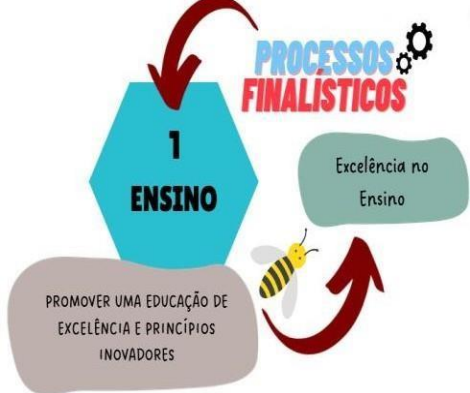 PROCESSOS
FINALÍSTICOS
1
ENSINO
Excelência no
Ensino
PROMOVER UMA EDUCAÇÃO DE
EXCELÊNCIA E PRINCÍPIOS
INOVADORES